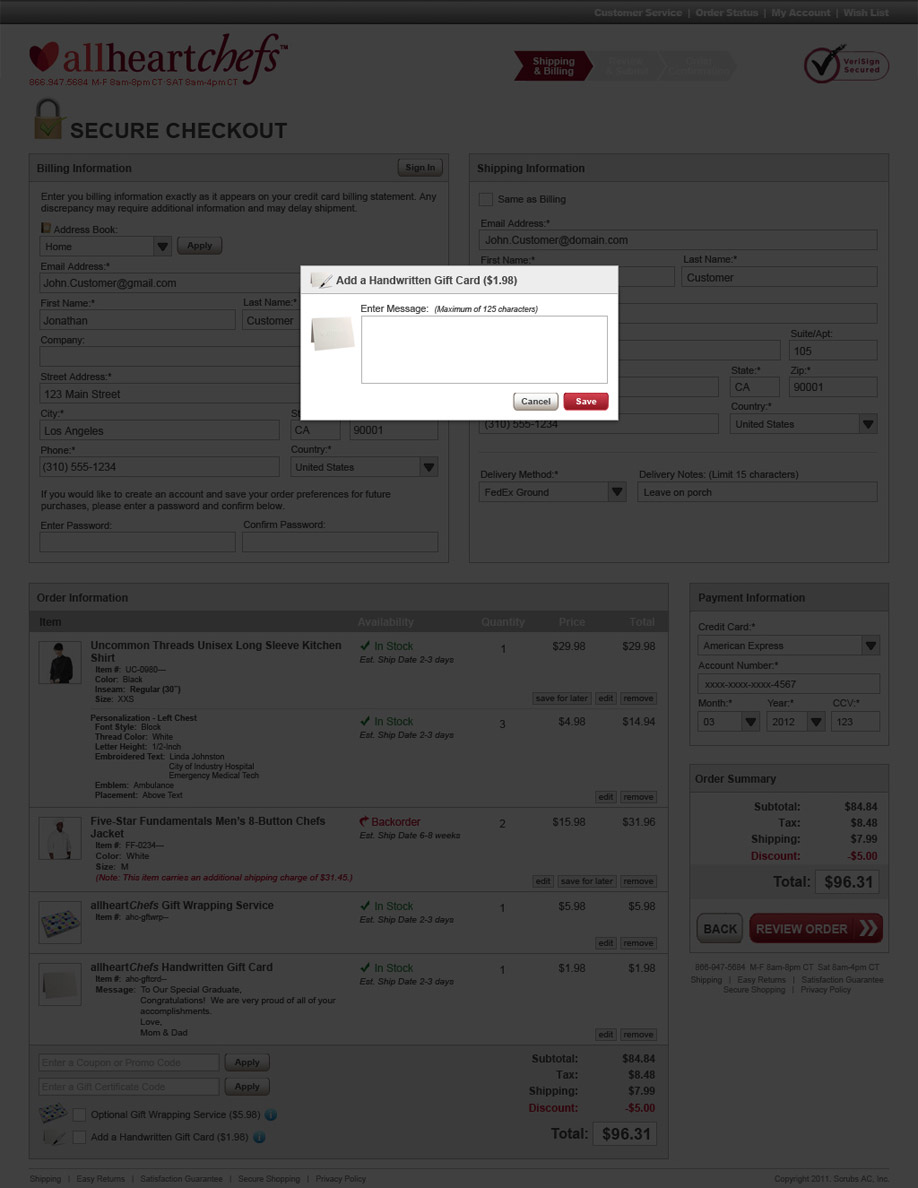 Customer Service | Order Status | My Account | Wish List
allheartchefs™
866.947.5684 M-F 8am-8pm CT·SAT 8am-4pm CT
Shipping
& Billing
VeriSign
Secured
SECURE CHECKOUT
Billing Information
Sign In
Enter you billing information exactly as it appears on your credit card billing statement. Any
discrepancy may require additional information and may delay shipment.
Address Book:
Home
Apply
Email Address:*
John.Customer@gmail.com
First Name:*
Last Name:*
Jonathan
Customer
Company:
Street Address:*
123 Main Street
City:*
Los Angeles
CA
90001
Phone:*
Country:*
(310) 555-1234
United States
If you would like to create an account and save your order preferences for future
purchases, please enter a password and confirm below.
Enter Password:
Confirm Password:
Shipping Information
Same as Billing
Email Address:*
John.Customer@domain.com
First Name:*
Last Name:*
Customer
Suite/Apt:
105
State:*
Zip:*
CA
90001
Country:*
(310) 555-1234
United States
Delivery Method:*
Delivery Notes: (Limit 15 characters)
FedEx Ground
Leave on porch
Add a Handwritten Gift Card ($1.98)
Enter Message: (Maximum of 125 characters)
Cancel
Save
Order Information
Item
Availability
Quantity
Price
Total
Uncommon Threads Unisex Long Sleeve Kitchen
Shirt
Item #: UC-0980---
Color: Black
Inseam: Regular (30")
Size: XXS
In Stock
Est. Ship Date 2-3 days
1
$29.98
$29.98
save for later
edit
remove
Personalization - Left Chest
Font Style: Block
Thread Color: White
Letter Height: 1/2-Inch
Embroidered Text: Linda Johnston
City of Industry Hospital
Emergency Medical Tech
Emblem: Ambulance
Placement: Above Text
In Stock
Est. Ship Date 2-3 days
3
$4.98
$14.94
edit
remove
Five-Star Fundamentals Men's 8-Button Chefs
Jacket
Item #: FF-0234---
Color: White
Size: M
(Note: This item carries an additional shipping charge of $31.45.)
Backorder
Est. Ship Date 6-8 weeks
2
$15.98
$31.96
edit
save for later
remove
allheartChefs Gift Wrapping Service
Item #: ahc-giftwrp--
In Stock
Est. Ship Date 2-3 days
1
$5.98
$5.98
edit
remove
allheartChefs Handwritten Gift Card
Item #: ahc-giftcrd--
Message: To Our Special Graduate,
Congratulations! We are very proud of all of your
accomplishments.
Love,
Mom & Dad
In Stock
Est. Ship Date 2-3 days
1
$1.98
$1.98
edit
remove
Enter a Coupon or Promo Code
Apply
Enter a Gift Certificate Code
Apply
Optional Gift Wrapping Service ($5.98)
Add a Handwritten Gift Card ($1.98)
Subtotal: $84.84
Tax: $8.48
Shipping: $7.99
Discount: -$5.00
Total: $96.31
Payment Information
Credit Card:*
American Express
Account Number:*
xxxx-xxxx-xxxx-4567
Month:*
Year:*
CCV:*
03
2012
123
Order Summary
Subtotal: $84.84
Tax: $8.48
Shipping: $7.99
Discount: -$5.00
Total: $96.31
BACK
REVIEW ORDER
866-947-5684 M-F 8am-8pm CT Sat 8am-4pm CT
Shipping | Easy Returns | Satisfaction Guarantee
Secure Shopping | Privacy Policy
Shipping | Easy Returns | Satisfaction Guarantee | Secure Shopping | Privacy Policy
Copyright 2011. Scrubs AC, Inc.